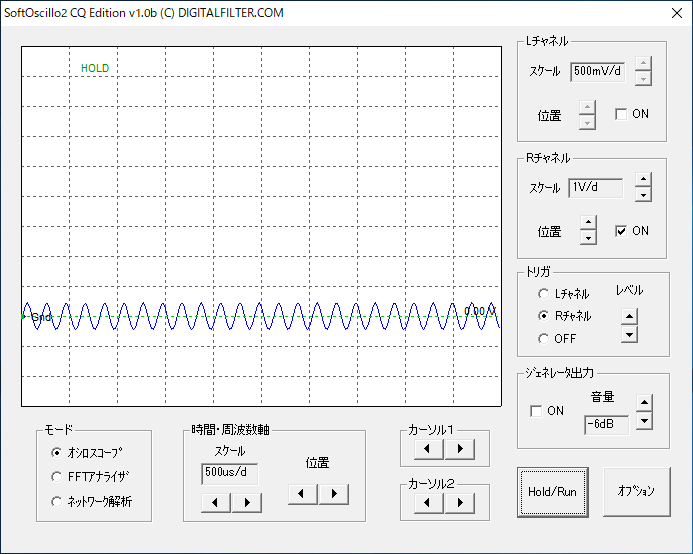 SoftOscillo2 CQ Edition v1.0b (C) DIGITALFILTER.COM
HOLD
Gnd
0.00 V
Lﾁｬﾈﾙ
ｽｹｰﾙ
500mV/d
位置
ON
Rﾁｬﾈﾙ
ｽｹｰﾙ
1V/d
位置
ON
ﾄﾘｶﾞ
Lﾁｬﾈﾙ
レベル
Rﾁｬﾈﾙ
OFF
ｼﾞｪﾈﾚｰﾀ出力
音量
ON
-6dB
モード
ｵｼﾛｽｺｰﾌﾟ
FFTｱﾅﾗｲｻﾞ
ﾈｯﾄﾜｰｸ解析
時間・周波数軸
ｽｹｰﾙ
500us/d
位置
カーソル１
カーソル２
Hold/Run
ｵﾌﾟｼｮﾝ